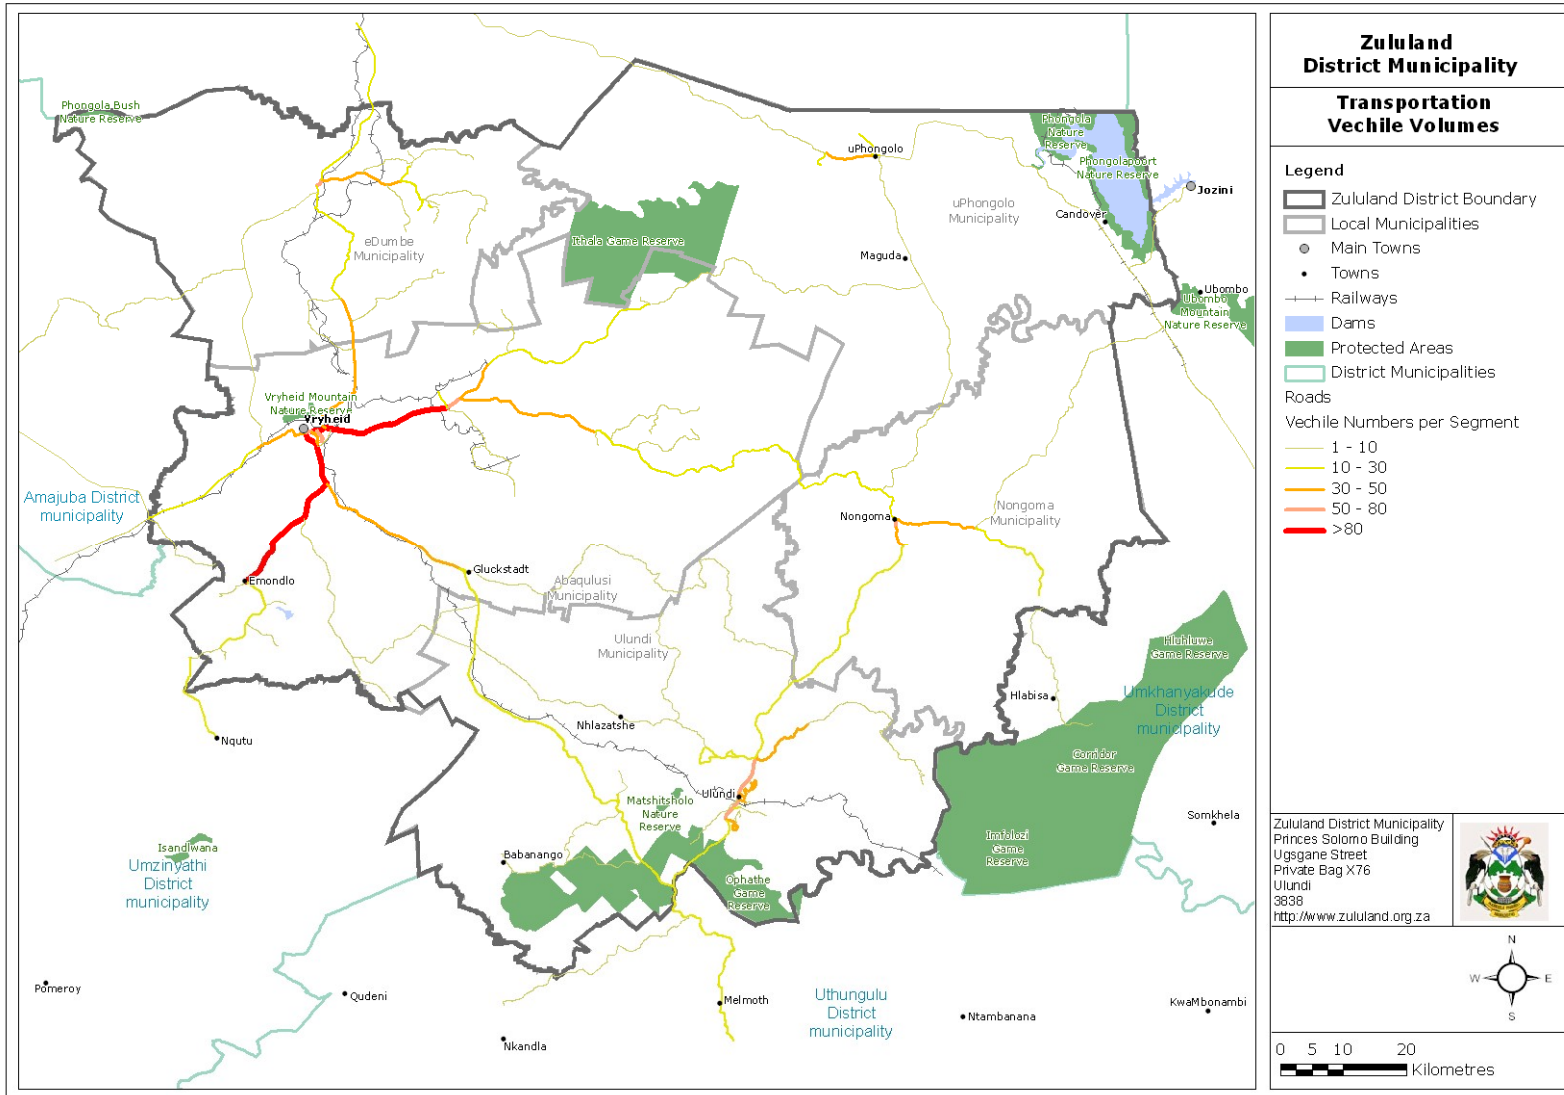 Zululand
District Municipality
Transportation
Vechile Volumes
Legend
Zululand District Boundary
Local Municipalities
Main Towns
Towns
Railways
Dams
Protected Areas
District Municipalities
Roads
Vechile Numbers per Segment
1 - 10
10 - 30
30 - 50
50 - 80
>80
Zululand District Municipality
Princes Solomo Building
Ugsgane Street
Private Bag X76
Ulundi
3838
http://www.zululand.org.za
N
W
E
S
0 5 10 20
Kilometres
Phongola Bush
Nature Reserve
uPhongolo
Phongola
Nature
Reserve
Phongolapoort
Nature Reserve
Jozini
uPhongolo
Municipality
Candover
eDumbe
Municipality
Ithala Game Reserve
Maguda
Ubombo
Ubombo
Mountain
Nature Reserve
Vryheid Mountain
Nature Reserve
Vryheid
Amajuba District
municipality
Nongoma
Nongoma
Municipality
Emondlo
Gluckstadt
Abaqulusi
Municipality
Ulundi
Municipality
Hluhluwe
Game Reserve
Hlabisa
Umkhanyakude
District
municipality
Nhlazatshe
Nqutu
Corridor
Game Reserve
Ulundi
Matshitsholo
Nature
Reserve
Somkhela
Imfolozi
Game
Reserve
Isandlwana
Umzinyathi
District
municipality
Babanango
Ophathe
Game
Reserve
Pomeroy
Qudeni
Melmoth
Uthungulu
District
municipality
KwaMbonambi
Ntambanana
Nkandla